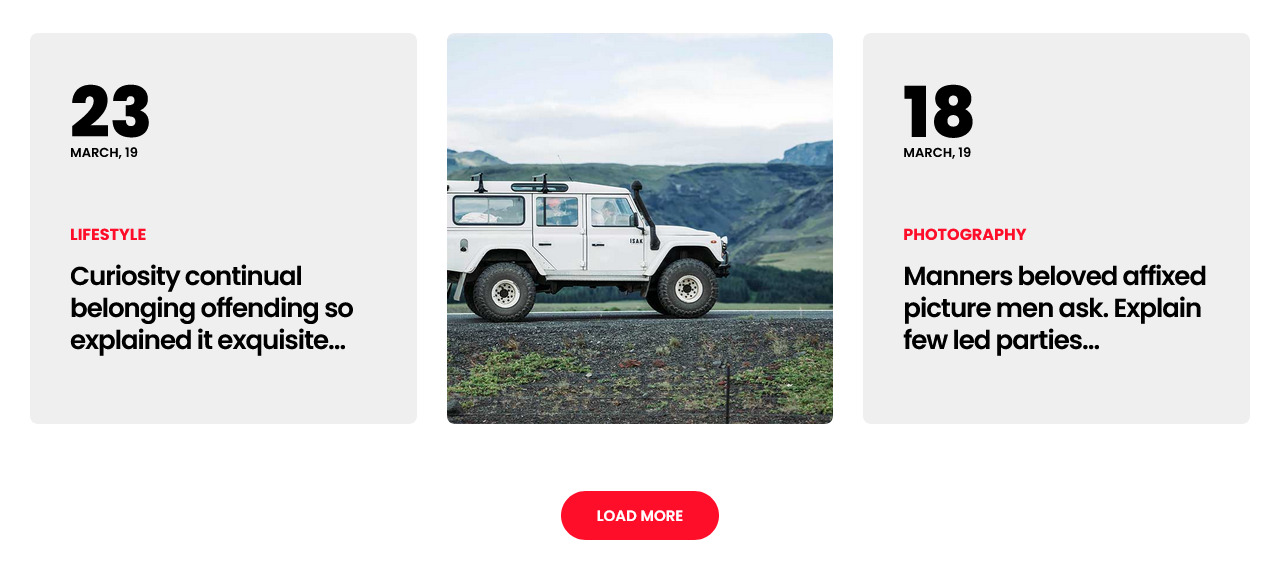 23
MARCH, 19
LIFESTYLE
Curiosity continual
belonging offending so
explained it exquisite...
ISAK
18
MARCH, 19
PHOTOGRAPHY
Manners beloved affixed
picture men ask. Explain
few led parties...
LOAD MORE